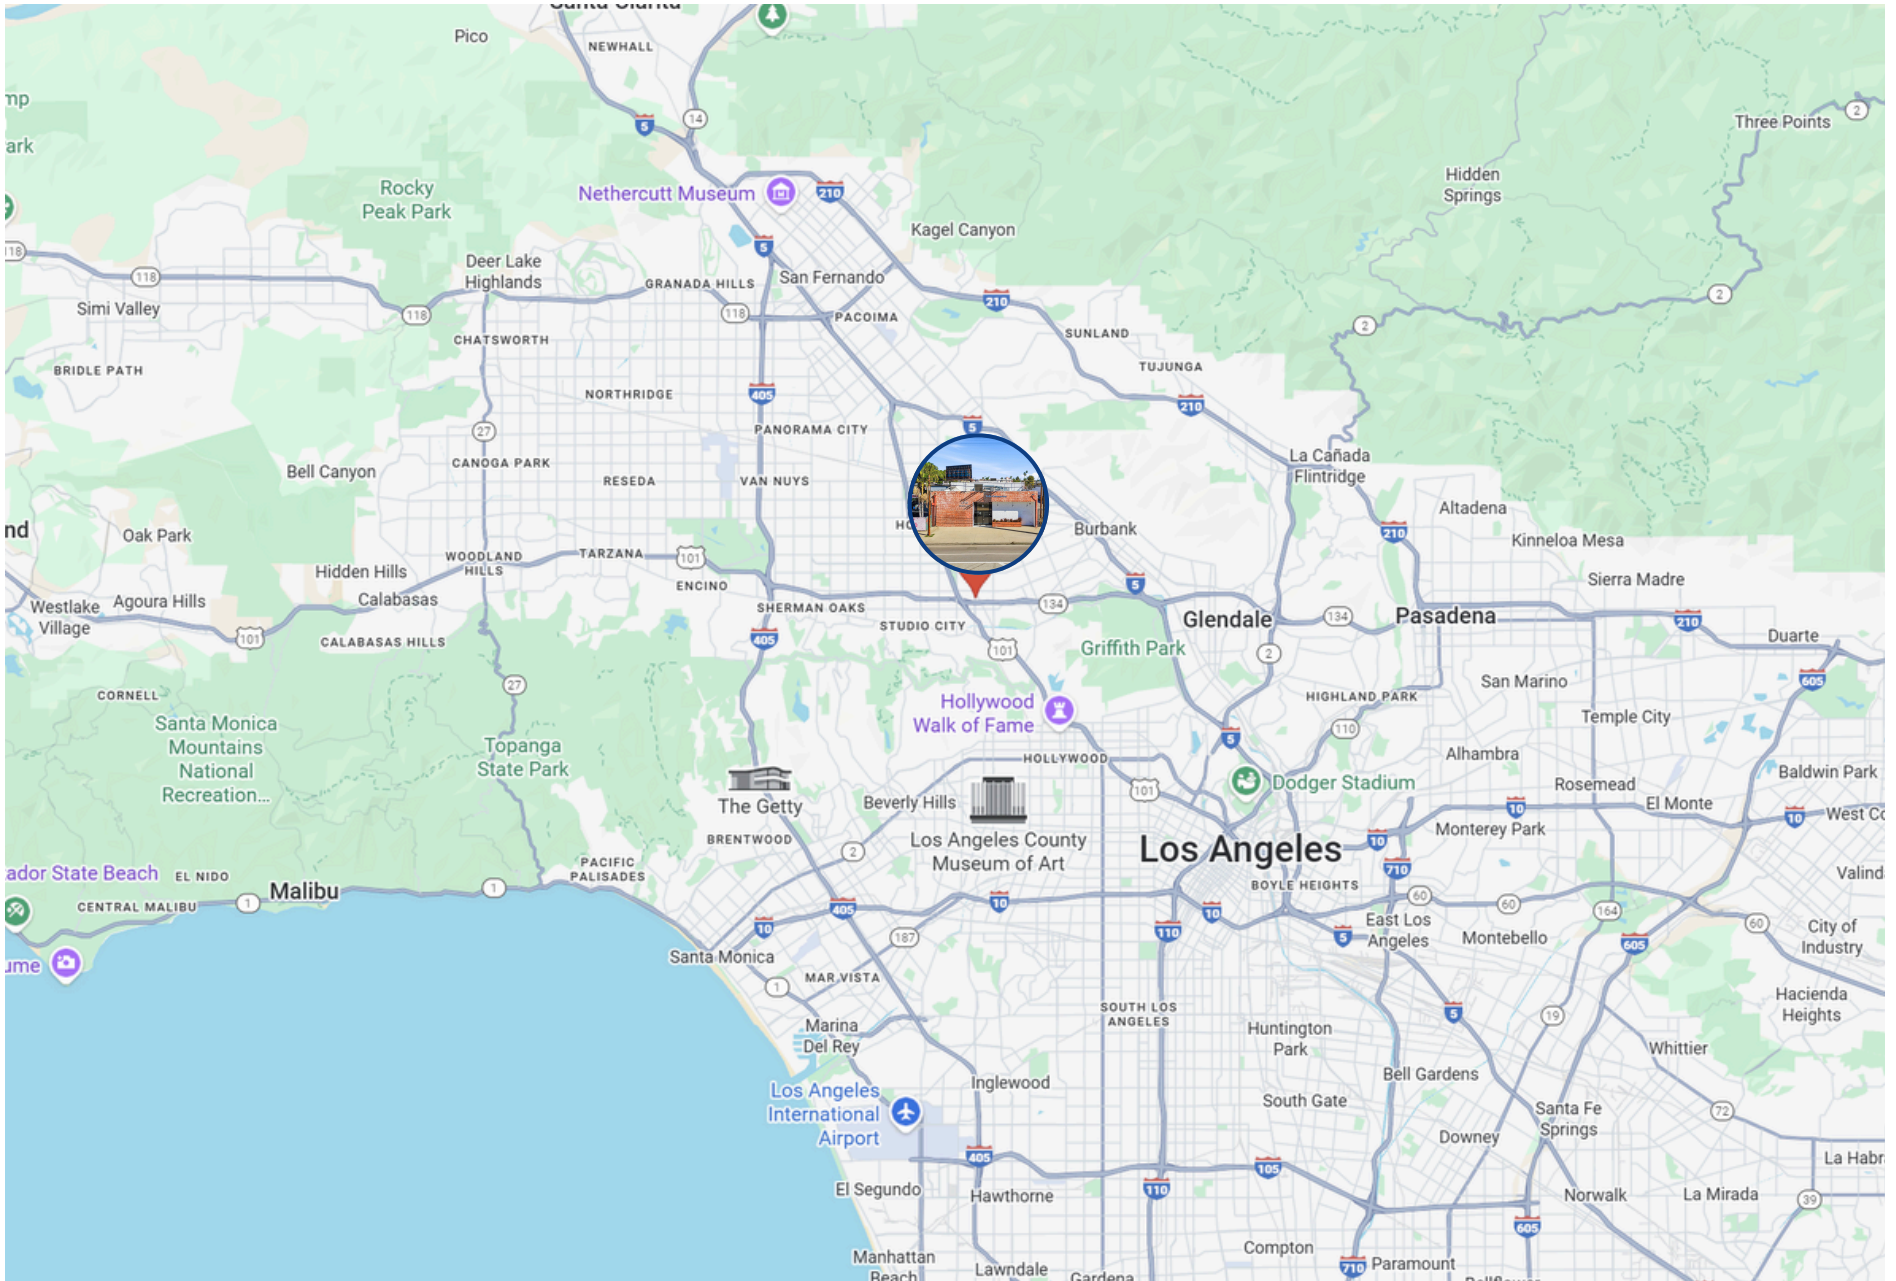 Pico
NEWHALL
5
14
Three Points
2
Rocky
Peak Park
Nethercutt Museum
210
Hidden
Springs
Kagel Canyon
5
118
118
Deer Lake
Highlands
GRANADA HILLS
San Fernando
210
2
Simi Valley
118
118
PACOIMA
2
SUNLAND
CHATSWORTH
BRIDLE PATH
TUJUNGA
NORTHRIDGE
405
210
27
PANORAMA CITY
5
Bell Canyon
CANOGA PARK
RESEDA
VAN NUYS
La Cañada
Flintridge
Altadena
Oak Park
Burbank
210
Kinneloa Mesa
WOODLAND
HILLS
TARZANA
101
ENCINO
Hidden Hills
Calabasas
Sierra Madre
Westlake
Village
Agoura Hills
101
CALABASAS HILLS
SHERMAN OAKS
STUDIO CITY
134
5
Glendale
134
Pasadena
210
Duarte
405
101
Griffith Park
2
605
CORNELL
27
San Marino
HIGHLAND PARK
Hollywood
Walk of Fame
Temple City
Santa Monica
Mountains
National
Recreation...
Topanga
State Park
5
110
Alhambra
HOLLYWOOD
The Getty
Beverly Hills
101
Dodger Stadium
Rosemead
Baldwin Park
El Monte
10
10
Los Angeles County
Museum of Art
BRENTWOOD
2
Los Angeles
10
Monterey Park
710
PACIFIC
PALISADES
ador State Beach
EL NIDO
Malibu
1
1
CENTRAL MALIBU
BOYLE HEIGHTS
10
405
10
187
110
10
60
60
164
60
East Los
Angeles
5
Montebello
605
City of
Industry
Santa Monica
MAR VISTA
1
SOUTH LOS
ANGELES
5
19
Hacienda
Heights
Marina
Del Rey
Huntington
Park
Whittier
Inglewood
Bell Gardens
Los Angeles
International
Airport
South Gate
Santa Fe
Springs
72
Downey
405
105
El Segundo
Hawthorne
110
Norwalk
La Mirada
39
605
Manhattan
Beach
Lawndale
Compton
710
Paramount
Gardena